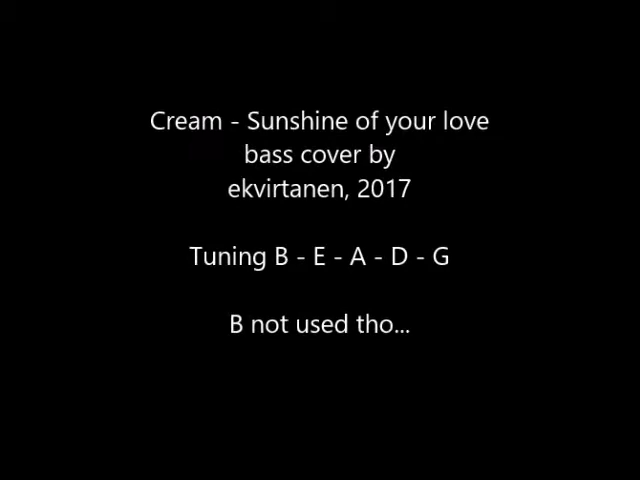 Cream - Sunshine of your love
bass cover by
ekvirtanen, 2017
Tuning B - E - A - D - G
B not used tho...